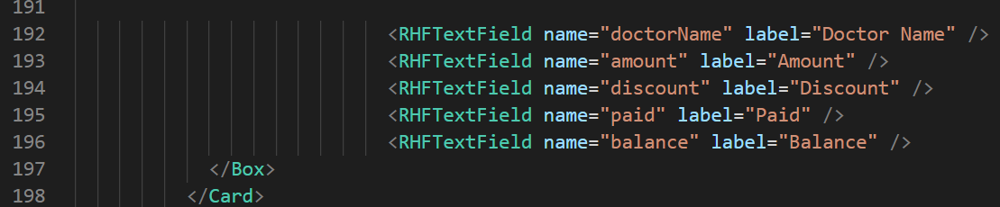 191
192 <RHFTextField name="doctorName" label="Doctor Name" />
193 <RHFTextField name="amount" label="Amount" />
194 <RHFTextField name="discount" label="Discount" />
195 <RHFTextField name="paid" label="Paid" />
196 <RHFTextField name="balance" label="Balance" />
197 </Box>
198 </Card>